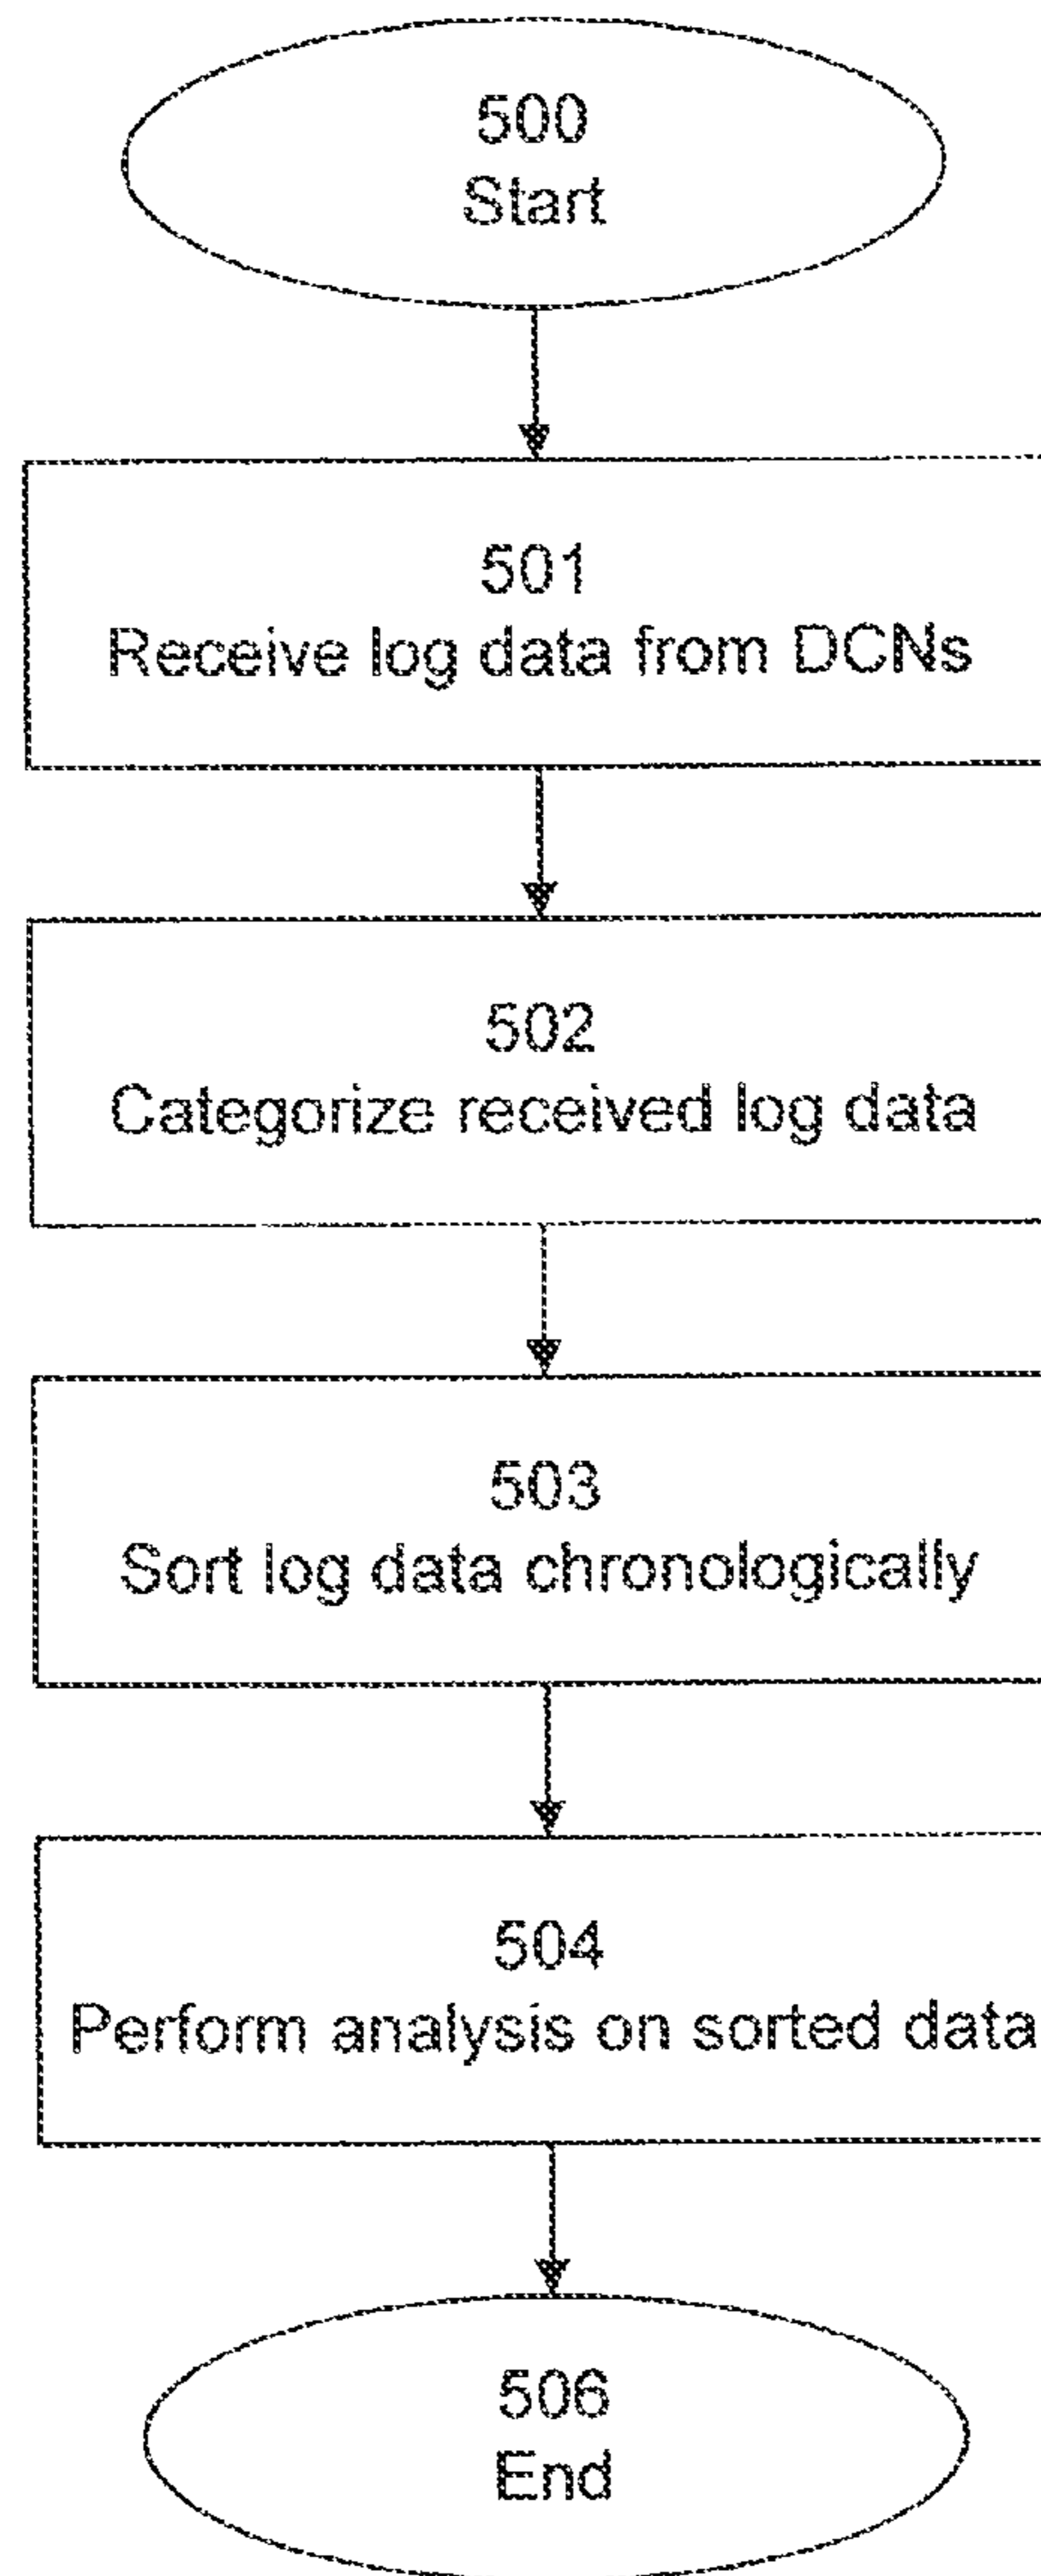 500
Start
501
Receive log data from DCNs
502
Categorize received log data
503
Sort log data chronologically
504
Perform analysis on sorted data
506
End